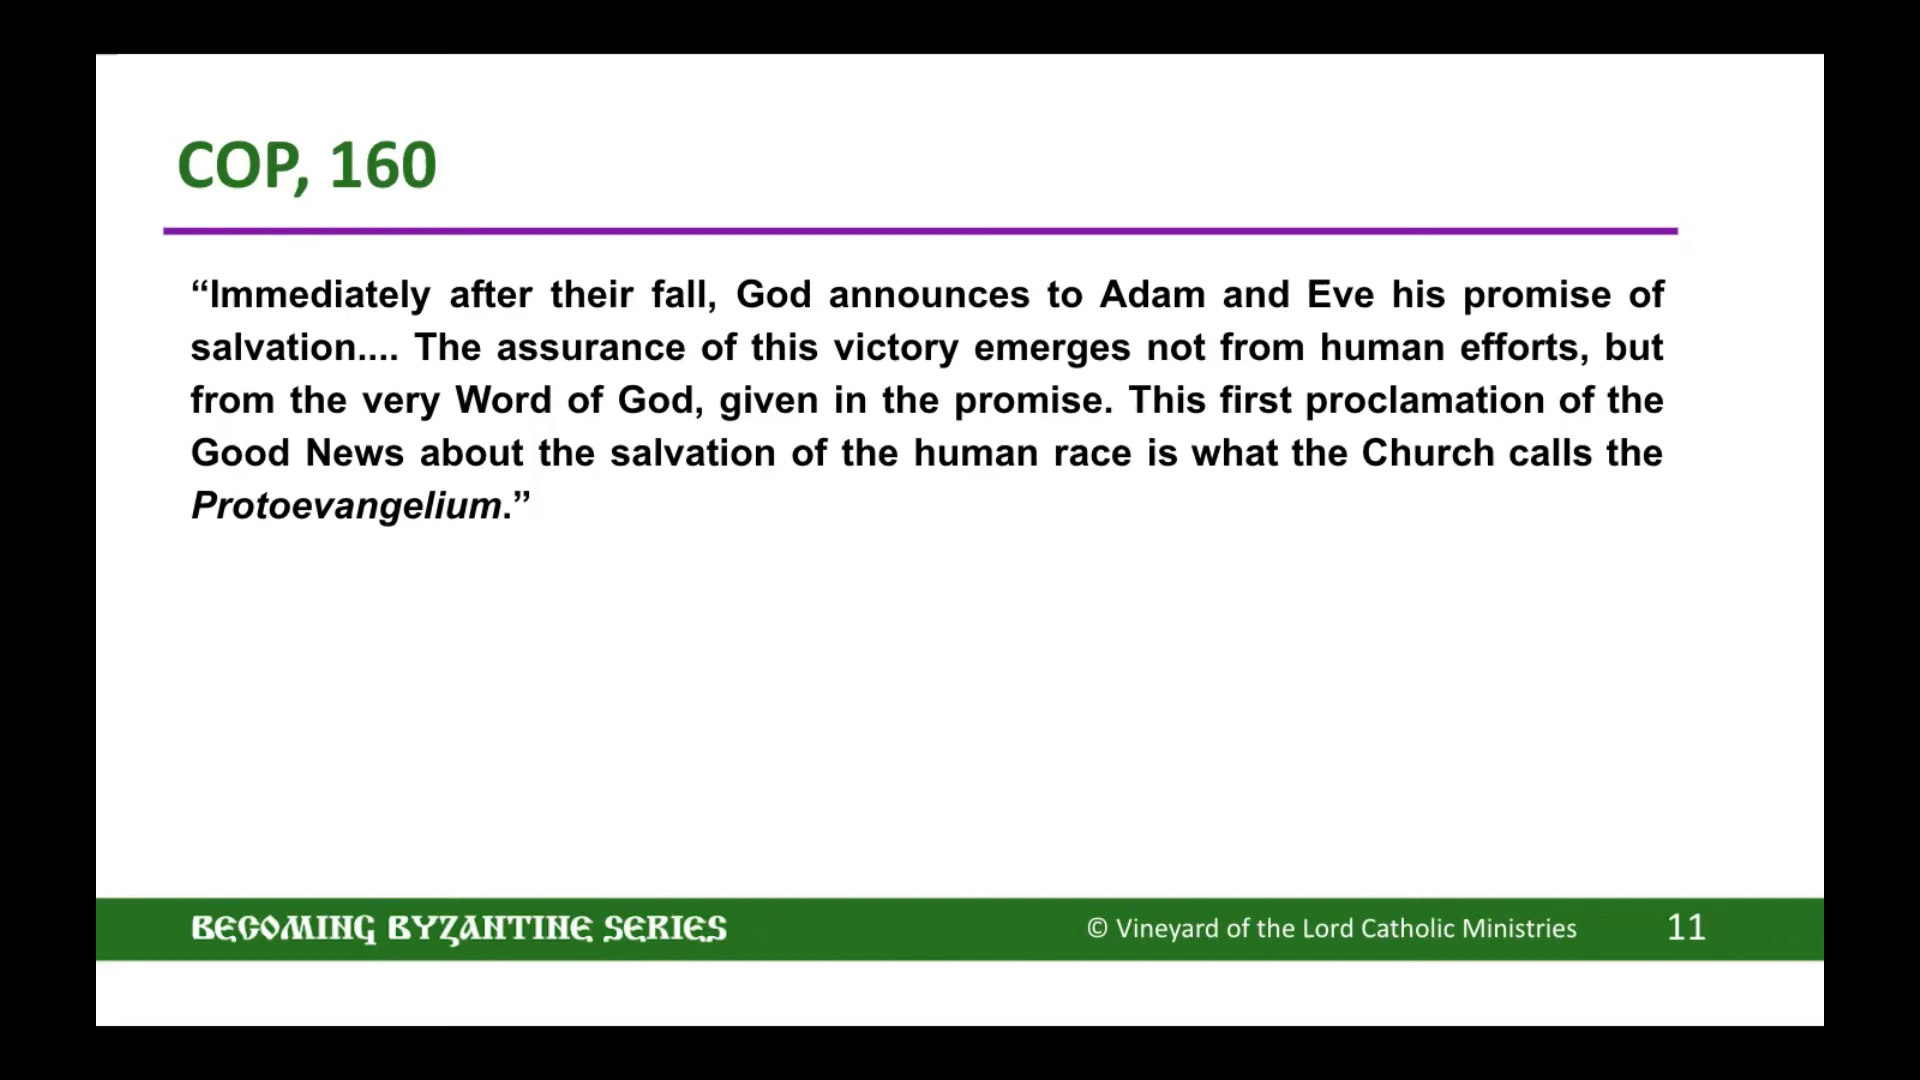 COP, 160
“Immediately after their fall, God announces to Adam and Eve his promise of
salvation.... The assurance of this victory emerges not from human efforts, but
from the very Word of God, given in the promise. This first proclamation of the
Good News about the salvation of the human race is what the Church calls the
Protoevangelium.”
BECOMING BYZANTINE SERIES
© Vineyard of the Lord Catholic Ministries
11